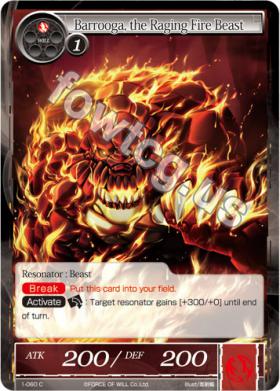 Barrooga, the Raging Fire Beast
WILL
1
fowtcg.us
Resonator : Beast
Break Put this card into your field.
Activate : Target resonator gains [+300/+0] until end
of turn.
ATK 200 / DEF 200
1-060 C ©FORCE OF WILL Co.,Ltd. Illust/